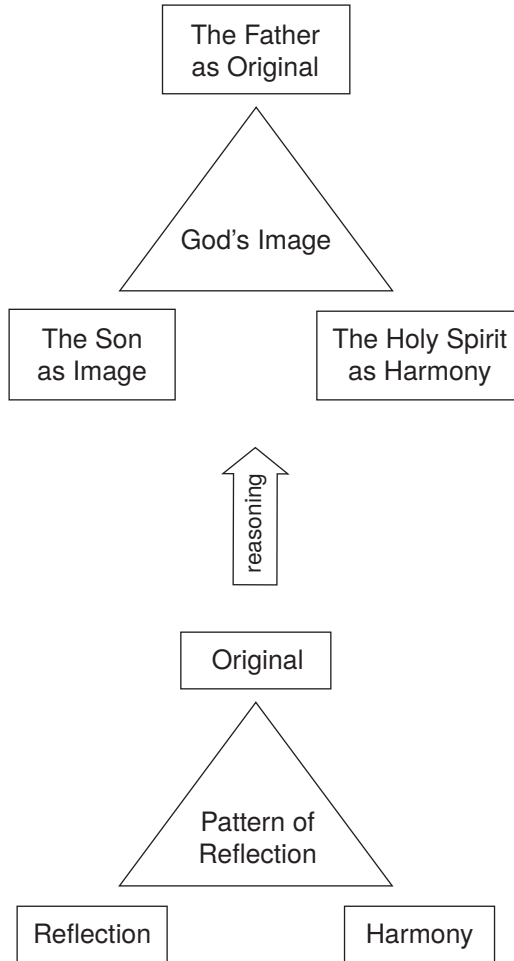 The Father
as Original
God's Image
The Son
as Image
The Holy Spirit
as Harmony
reasoning
Original
Pattern of
Reflection
Reflection
Harmony